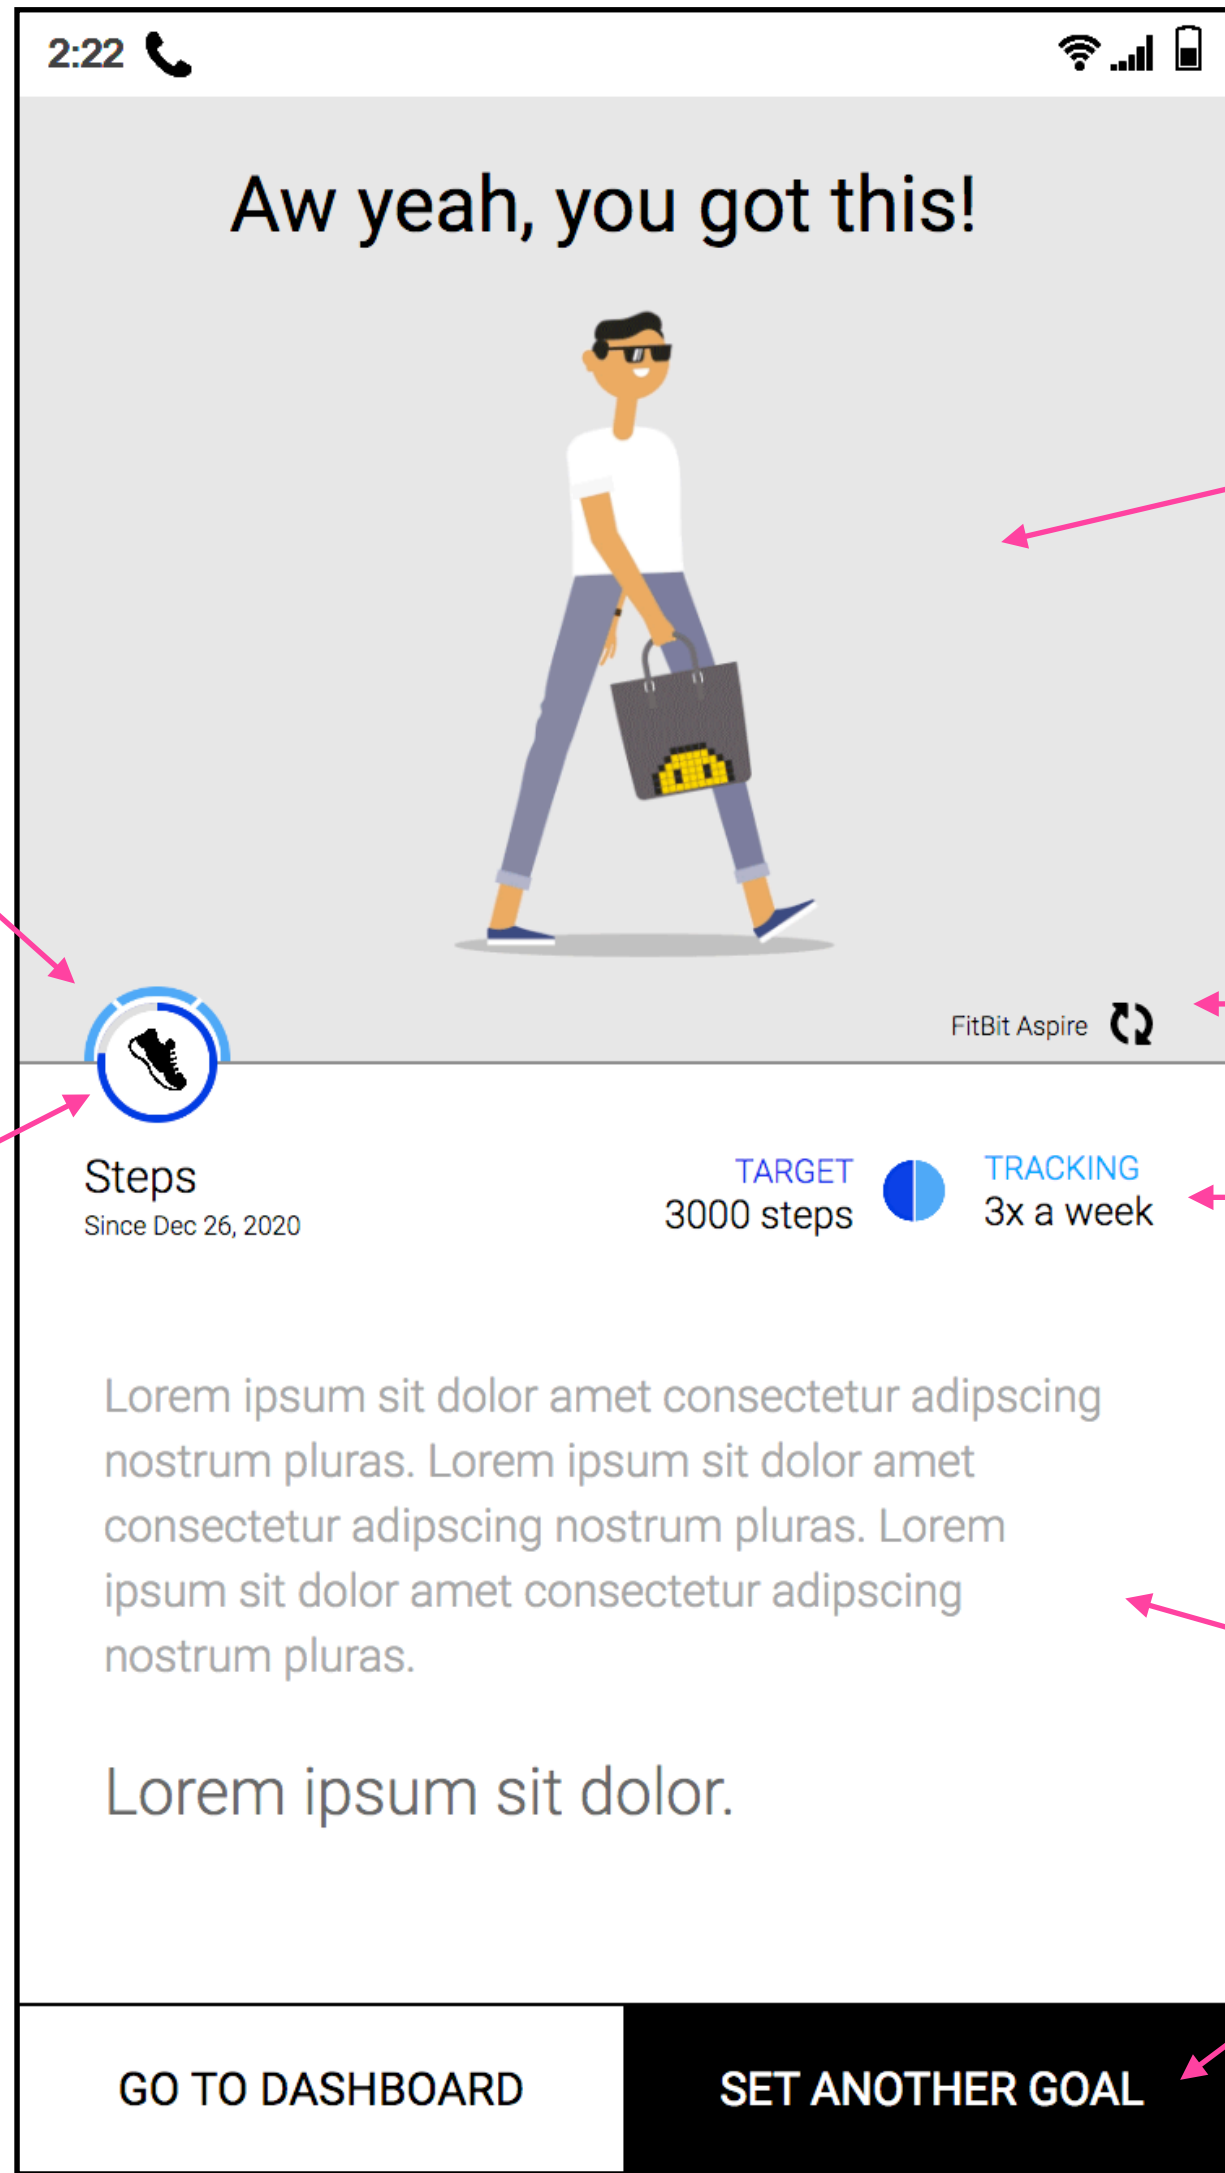 2:22
Aw yeah, you got this!
FitBit Aspire
Steps
Since Dec 26, 2020
TARGET
3000 steps
TRACKING
3x a week
Lorem ipsum sit dolor amet consectetur adipscing
nostrum pluras. Lorem ipsum sit dolor amet
consectetur adipscing nostrum pluras. Lorem
ipsum sit dolor amet consectetur adipscing
nostrum pluras.
Lorem ipsum sit dolor.
GO TO DASHBOARD
SET ANOTHER GOAL